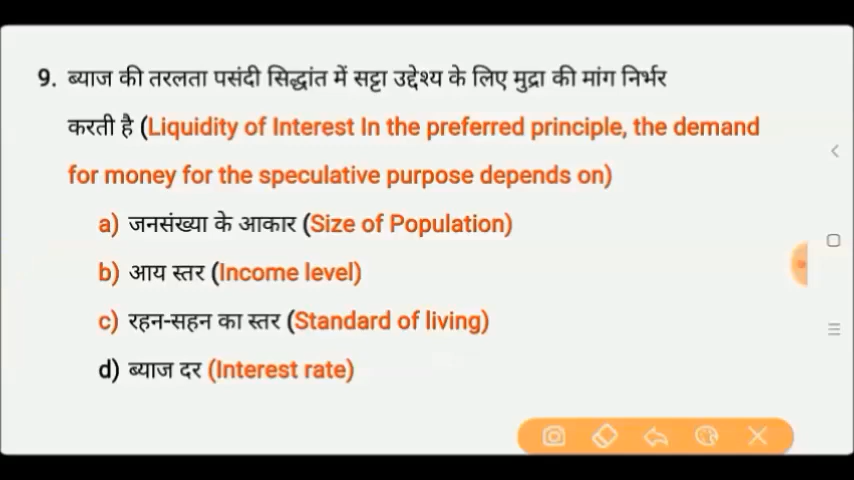 9. ब्याज की तरलता पसंदी सिद्धांत में सट्टा उद्देश्य के लिए मुद्रा की मांग निर्भर
करती है (Liquidity of Interest In the preferred principle, the demand
for money for the speculative purpose depends on)
a) जनसंख्या के आकार (Size of Population)
b) आय स्तर (Income level)
c) रहन-सहन का स्तर (Standard of living)
d) ब्याज दर (Interest rate)